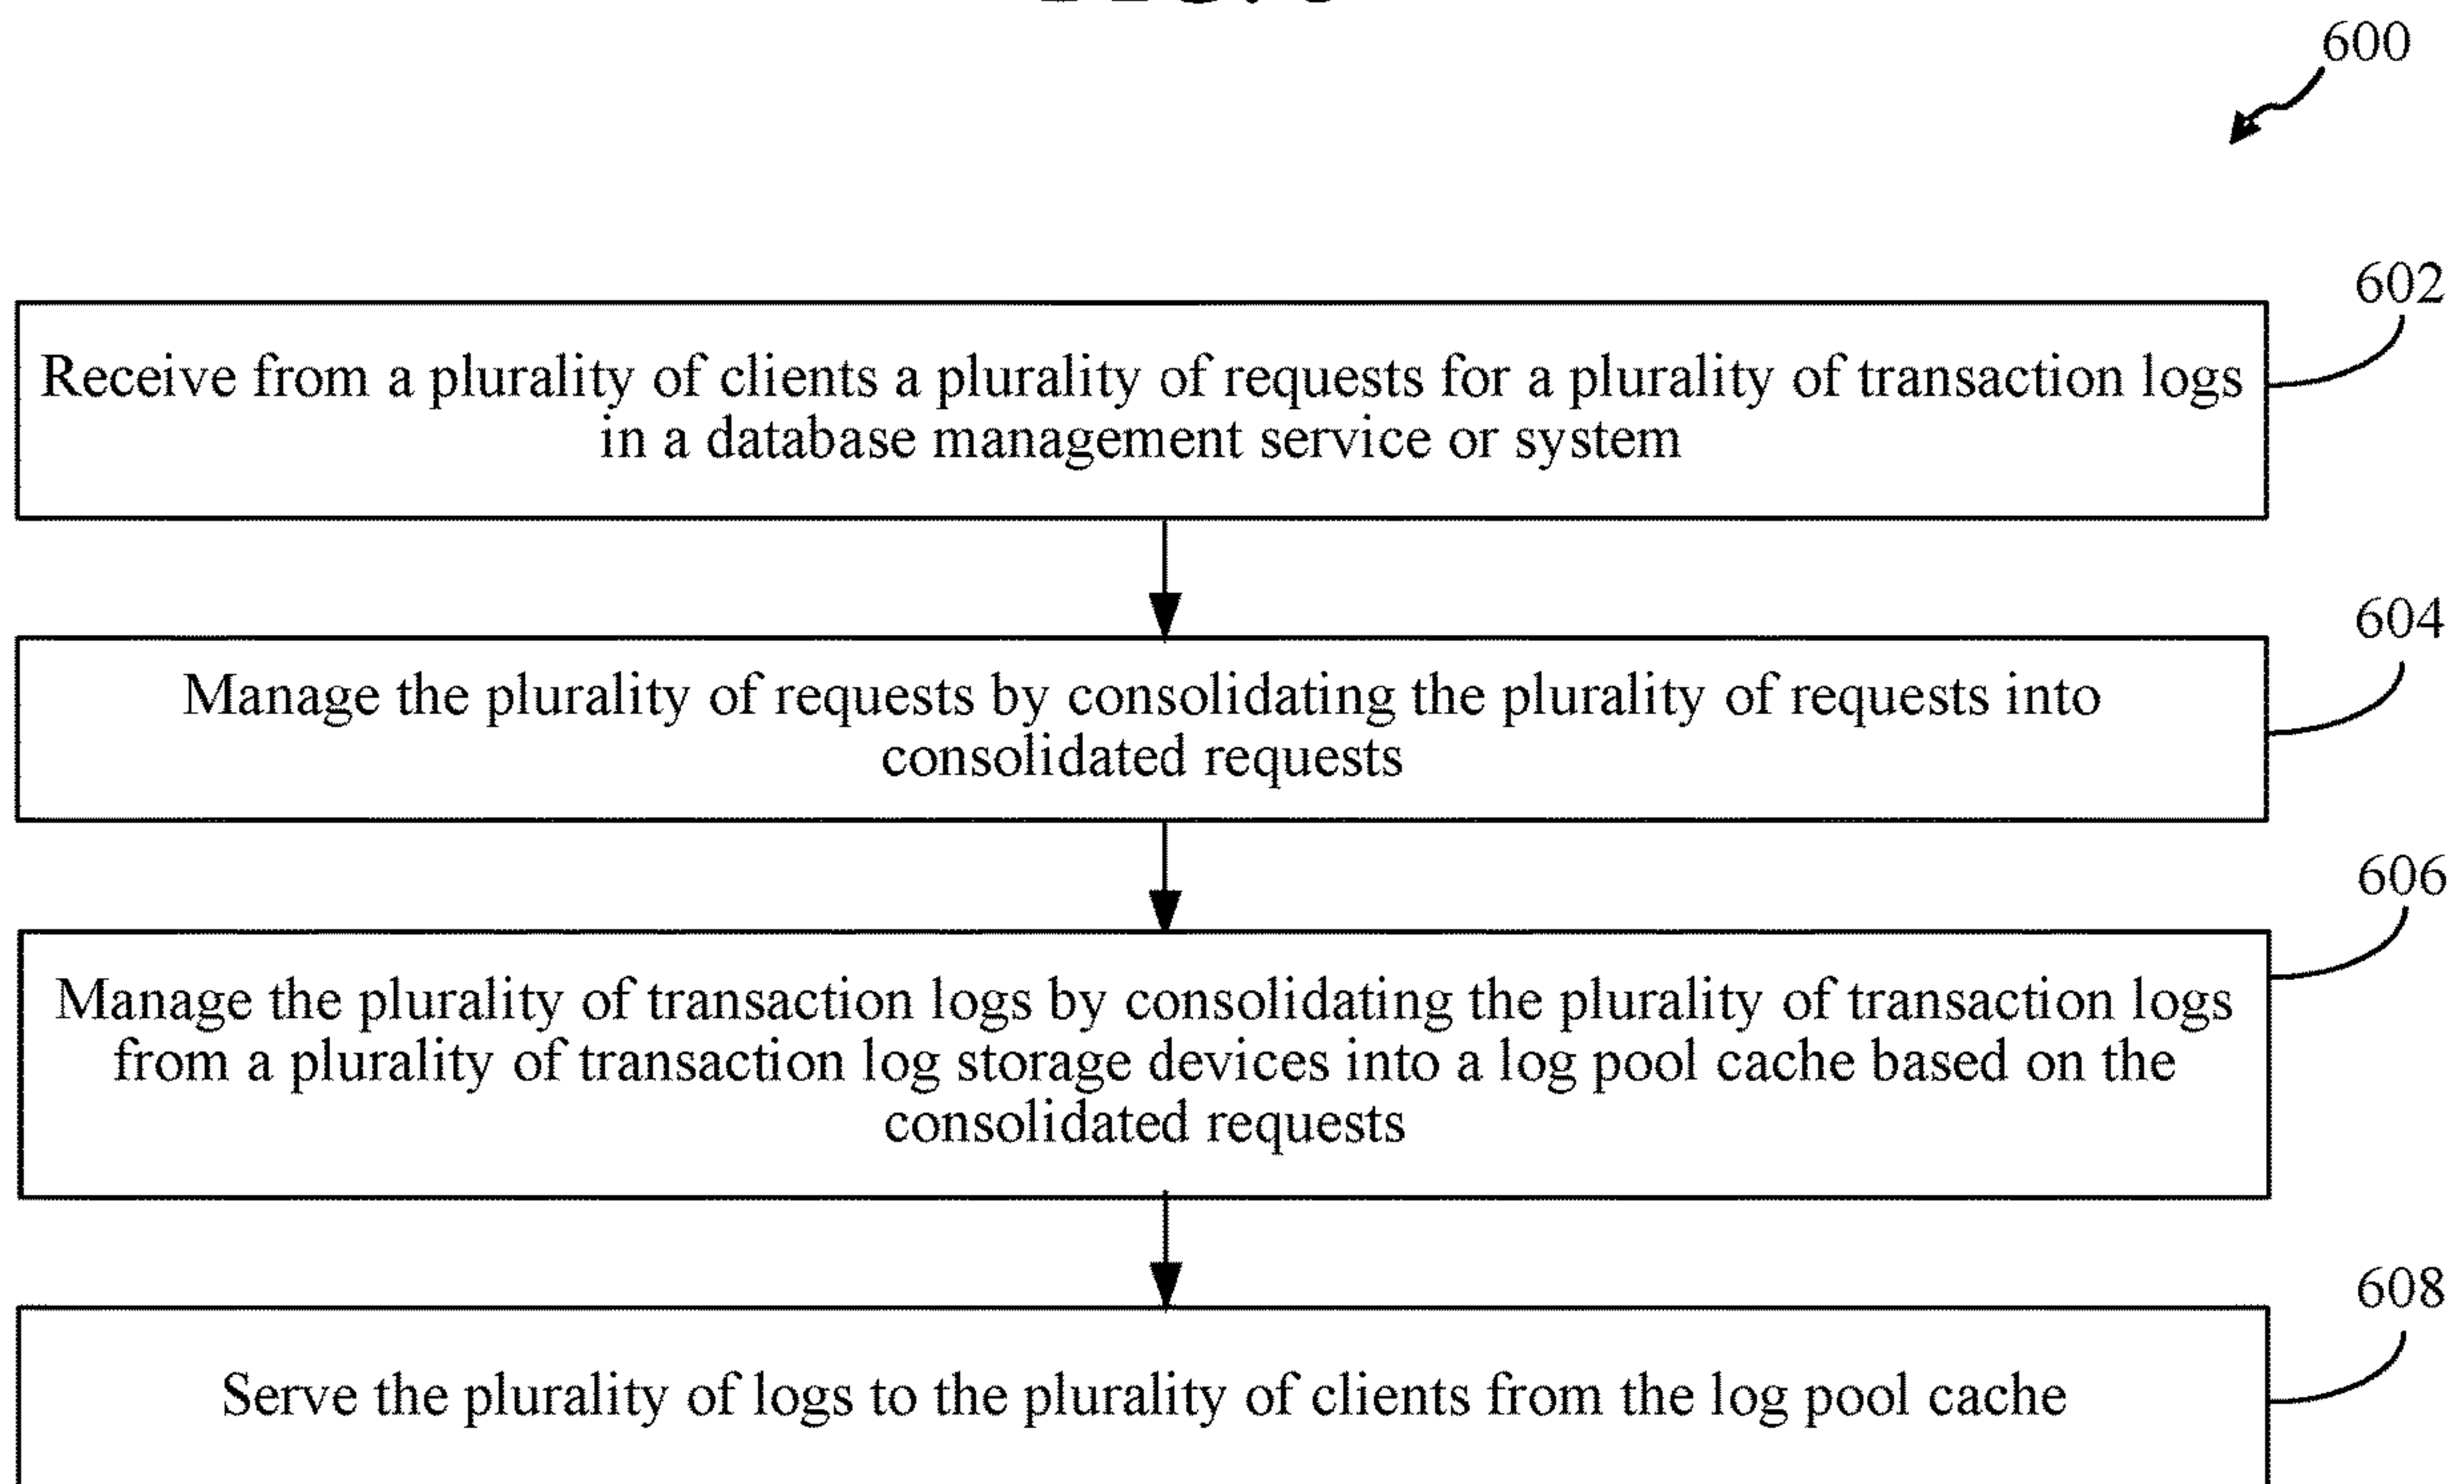 600
602
Receive from a plurality of clients a plurality of requests for a plurality of transaction logs
in a database management service or system
604
Manage the plurality of requests by consolidating the plurality of requests into
consolidated requests
606
Manage the plurality of transaction logs by consolidating the plurality of transaction logs
from a plurality of transaction log storage devices into a log pool cache based on the
consolidated requests
608
Serve the plurality of logs to the plurality of clients from the log pool cache